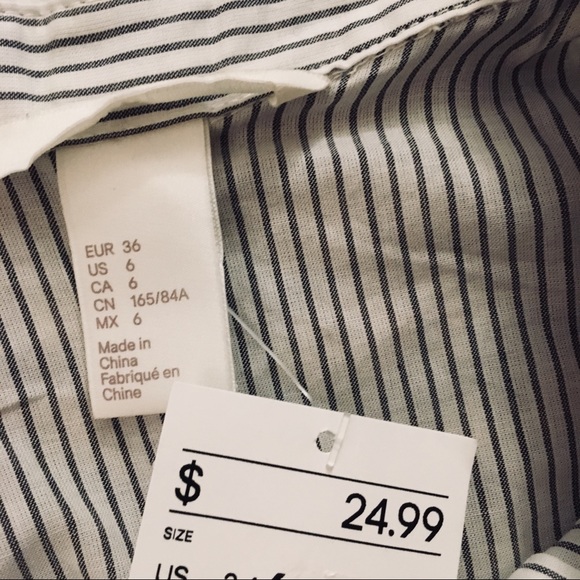 EUR 36
US 6
CA 6
CN 165/84A
MX 6
Made in
China
Fabriqué en
Chine
$ 24.99
SIZE
US